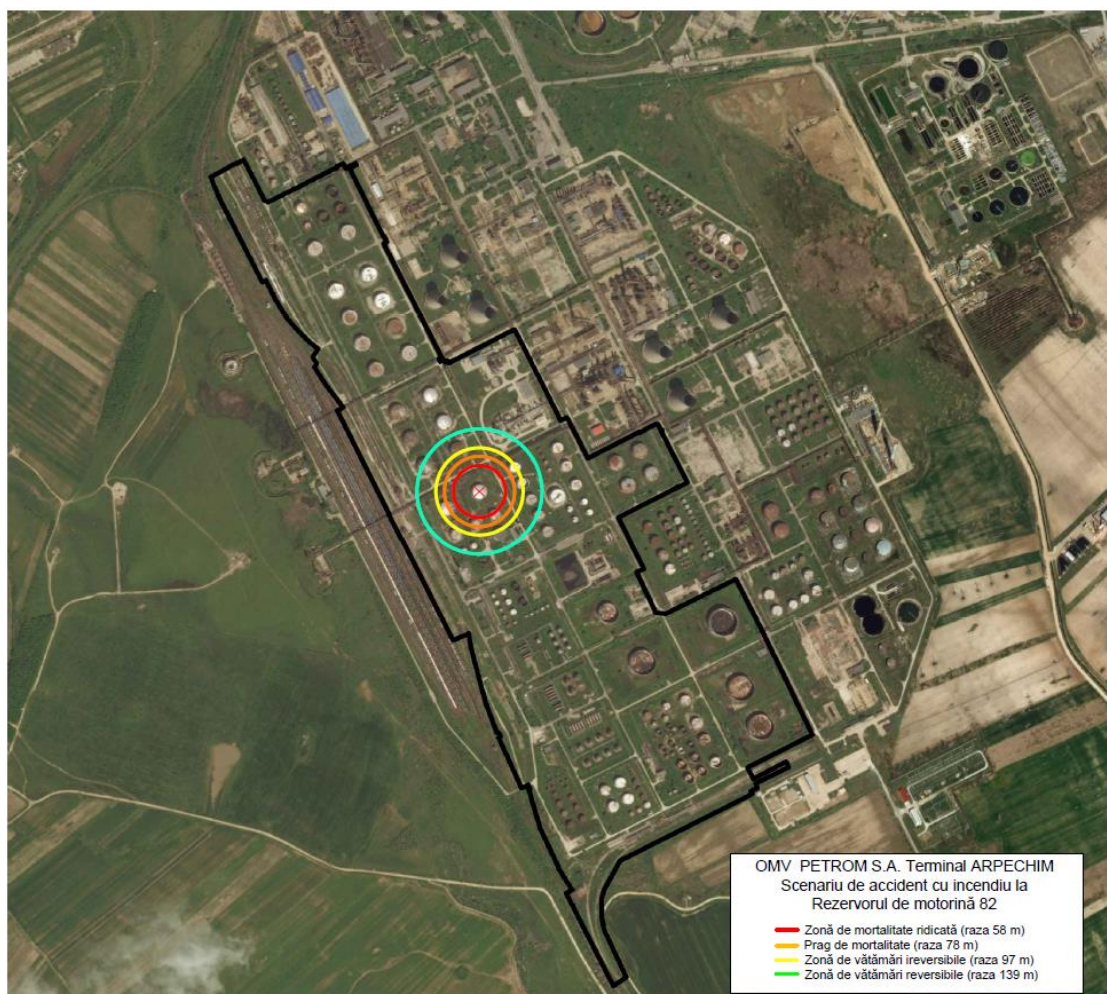 OMV PETROM S.A. Terminal ARPECHIM
Scenariu de accident cu incendiu la
Rezervorul de motorină 82
Zonă de mortalitate ridicată (raza 58 m)
Prag de mortalitate (raza 78 m)
Zonă de vătămări ireversibile (raza 97 m)
Zonă de vătămări reversibile (raza 139 m)